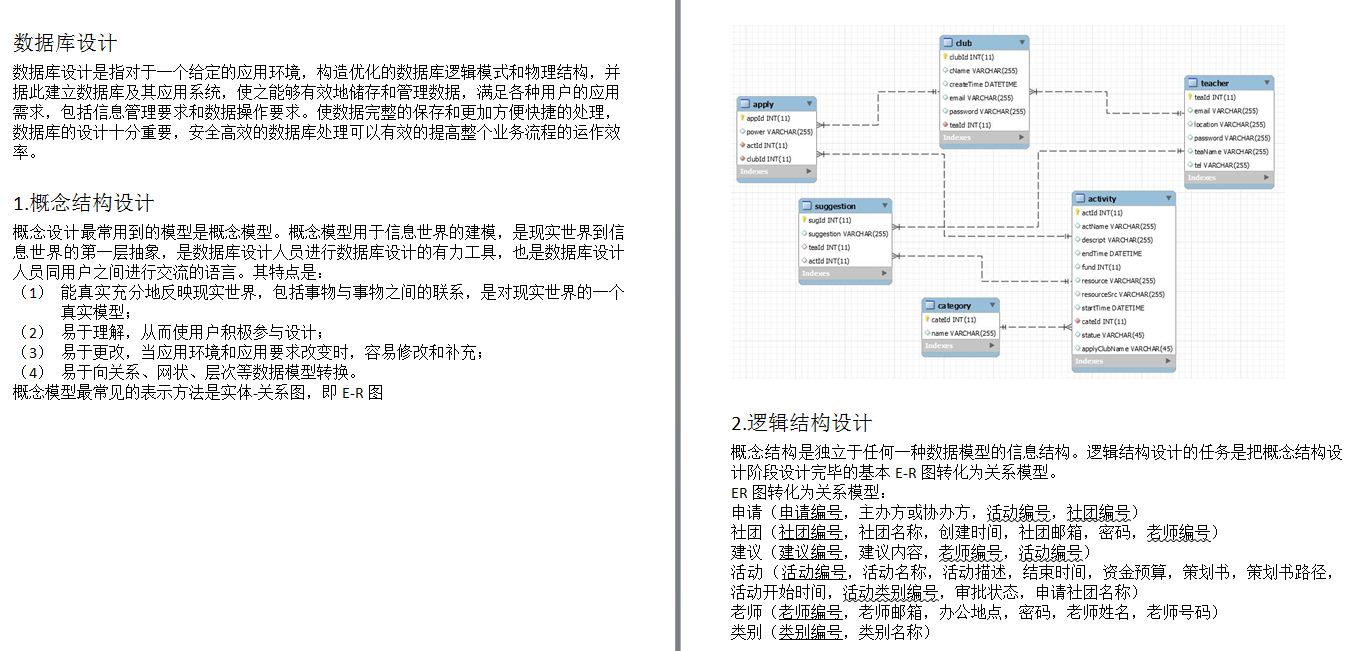 数据库设计
数据库设计是指对于一个给定的应用环境，构造优化的数据库逻辑模式和物理结构，并
据此建立数据库及其应用系统，使之能够有效地储存和管理数据，满足各种用户的应用
需求，包括信息管理要求和数据操作要求。使数据完整的保存和更加方便快捷的处理，
数据库的设计十分重要，安全高效的数据库处理可以有效的提高整个业务流程的运作效
率。
1.概念结构设计
概念设计最常用到的模型是概念模型。概念模型用于信息世界的建模，是现实世界到信
息世界的第一层抽象，是数据库设计人员进行数据库设计的有力工具，也是数据库设计
人员同用户之间进行交流的语言。其特点是：
（1） 能真实充分地反映现实世界，包括事物与事物之间的联系，是对现实世界的一个
真实模型；
（2） 易于理解，从而使用户积极参与设计；
（3） 易于更改，当应用环境和应用要求改变时，容易修改和补充；
（4） 易于向关系、网状、层次等数据模型转换。
概念模型最常见的表示方法是实体-关系图，即 E-R 图
club
clubId INT(11)
cName VARCHAR(255)
createTime DATETIME
email VARCHAR(255)
password VARCHAR(255)
teaId INT(11)
Indexes
teacher
teaId INT(11)
email VARCHAR(255)
location VARCHAR(255)
password VARCHAR(255)
teaName VARCHAR(255)
tel VARCHAR(255)
Indexes
apply
appId INT(11)
power VARCHAR(255)
actId INT(11)
clubId INT(11)
Indexes
suggestion
sugId INT(11)
suggestion VARCHAR(255)
teaId INT(11)
actId INT(11)
Indexes
activity
actId INT(11)
actName VARCHAR(255)
descript VARCHAR(255)
endTime DATETIME
fund INT(11)
resource VARCHAR(255)
resourceSrc VARCHAR(255)
startTime DATETIME
cateId INT(11)
statue VARCHAR(45)
applyClubName VARCHAR(45)
Indexes
category
cateId INT(11)
name VARCHAR(255)
Indexes
2.逻辑结构设计
概念结构是独立于任何一种数据模型的信息结构。逻辑结构设计的任务是把概念结构设
计阶段设计完毕的基本 E-R 图转化为关系模型。
ER 图转化为关系模型：
申请（申请编号，主办方或协办方，活动编号，社团编号）
社团（社团编号，社团名称，创建时间，社团邮箱，密码，老师编号）
建议（建议编号，建议内容，老师编号，活动编号）
活动（活动编号，活动名称，活动描述，结束时间，资金预算，策划书，策划书路径，
活动开始时间，活动类别编号，审批状态，申请社团名称）
老师（老师编号，老师邮箱，办公地点，密码，老师姓名，老师号码）
类别（类别编号，类别名称）